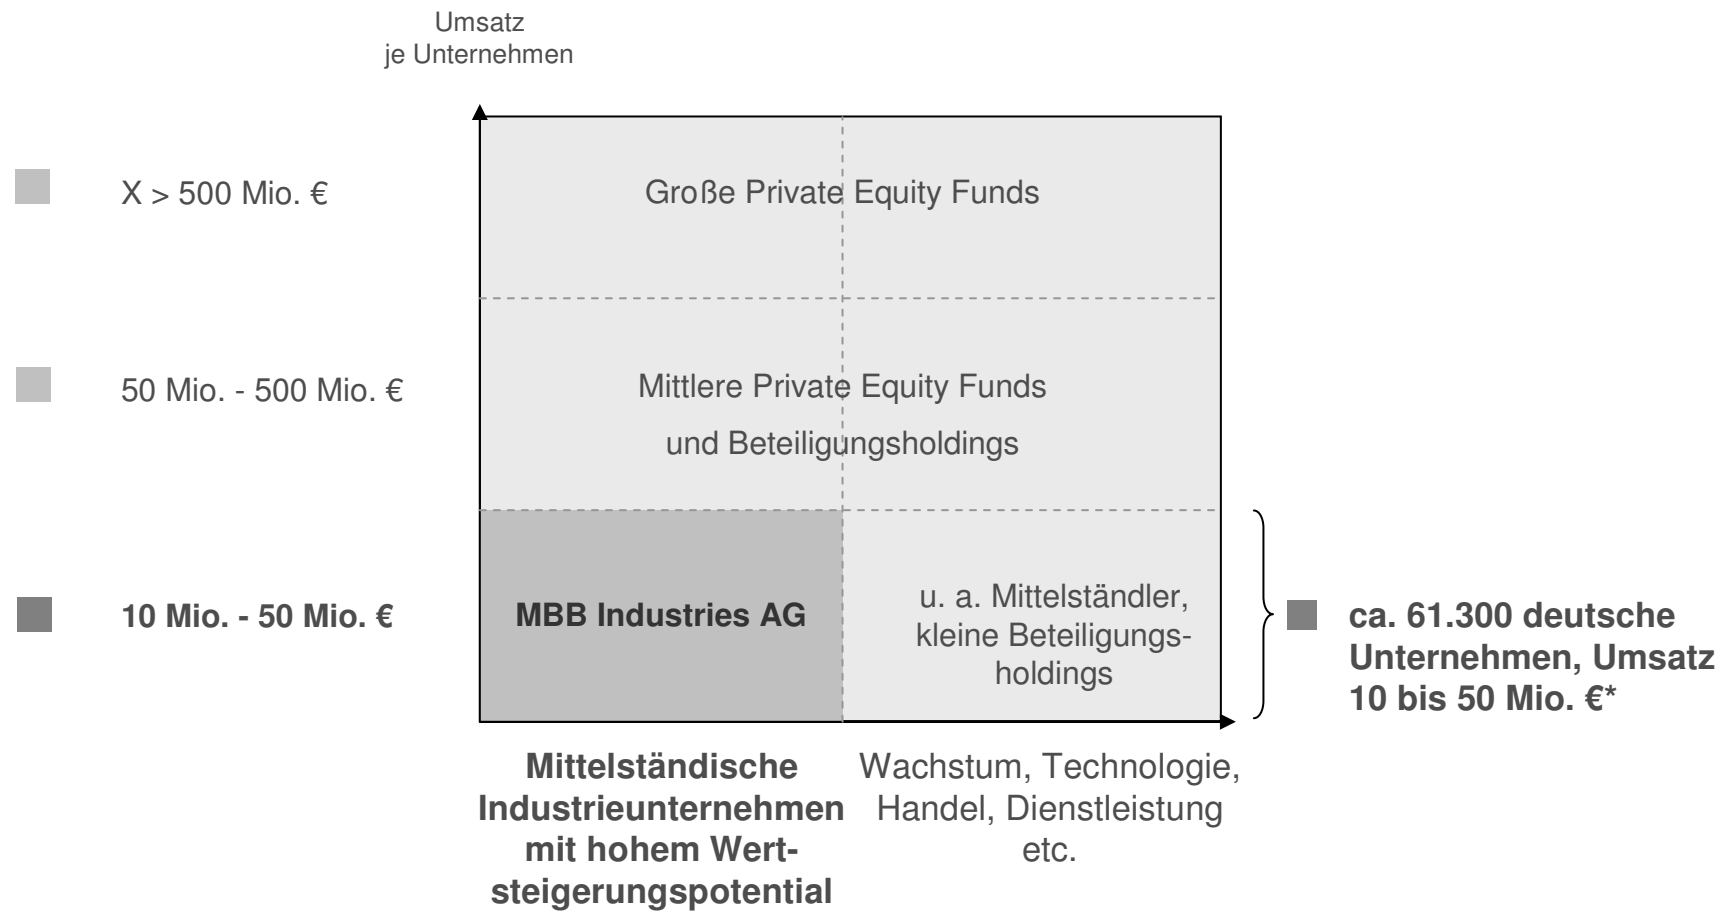 Umsatz
je Unternehmen
X > 500 Mio. €
Große Private Equity Funds
50 Mio. - 500 Mio. €
Mittlere Private Equity Funds
und Beteiligungsholdings
10 Mio. - 50 Mio. €
MBB Industries AG
u. a. Mittelständler,
kleine Beteiligungs-
holdings
ca. 61.300 deutsche
Unternehmen, Umsatz
10 bis 50 Mio. €*
Mittelständische
Industrieunternehmen
mit hohem Wert-
steigerungspotential
Wachstum, Technologie,
Handel, Dienstleistung
etc.